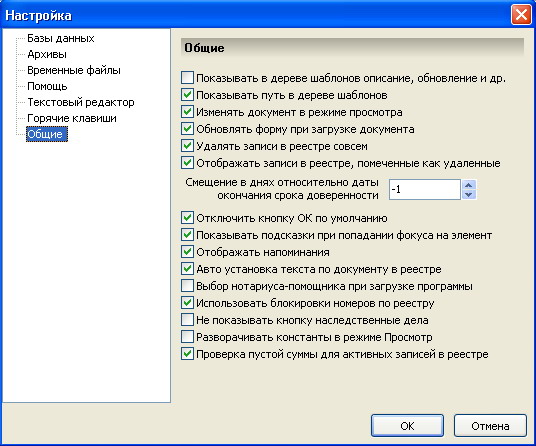 Настройка
Базы данных
Архивы
Временные файлы
Помощь
Текстовый редактор
Горячие клавиши
Общие
Общие
Показывать в дереве шаблонов описание, обновление и др.
Показывать путь в дереве шаблонов
Изменять документ в режиме просмотра
Обновлять форму при загрузке документа
Удалять записи в реестре совсем
Отображать записи в реестре, помеченные как удаленные
Смещение в днях относительно даты
окончания срока доверенности
-1
Отключить кнопку ОК по умолчанию
Показывать подсказки при попадании фокуса на элемент
Отображать напоминания
Авто установка текста по документу в реестре
Выбор нотариуса-помощника при загрузке программы
Использовать блокировки номеров по реестру
Не показывать кнопку наследственные дела
Разворачивать константы в режиме Просмотр
Проверка пустой суммы для активных записей в реестре
ОК
Отмена